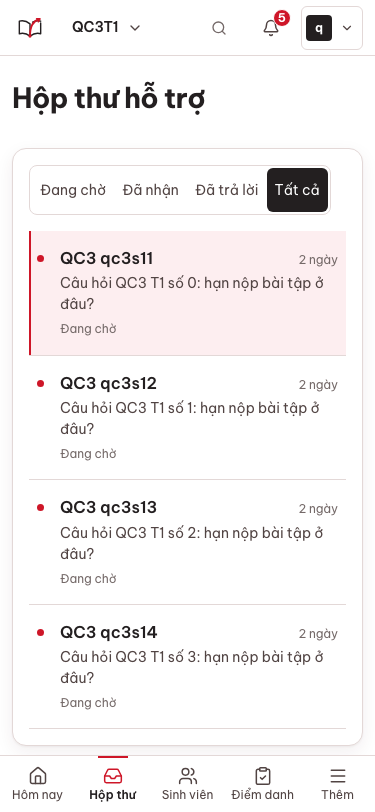 QC3T1
5
q
Hộp thư hỗ trợ
Đang chờ Đã nhận Đã trả lời Tất cả
QC3 qc3s11 2 ngày
Câu hỏi QC3 T1 số 0: hạn nộp bài tập ở
đâu?
Đang chờ
QC3 qc3s12 2 ngày
Câu hỏi QC3 T1 số 1: hạn nộp bài tập ở
đâu?
Đang chờ
QC3 qc3s13 2 ngày
Câu hỏi QC3 T1 số 2: hạn nộp bài tập ở
đâu?
Đang chờ
QC3 qc3s14 2 ngày
Câu hỏi QC3 T1 số 3: hạn nộp bài tập ở
đâu?
Đang chờ
Hôm nay Hộp thư Sinh viên Điểm danh Thêm